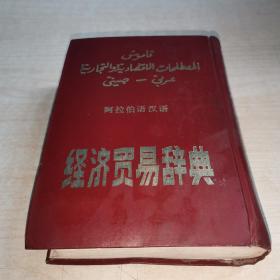 قاموس
المصطلحات الاقتصادية والتجارية
عربي - صيني
阿拉伯语汉语
经济贸易辞典